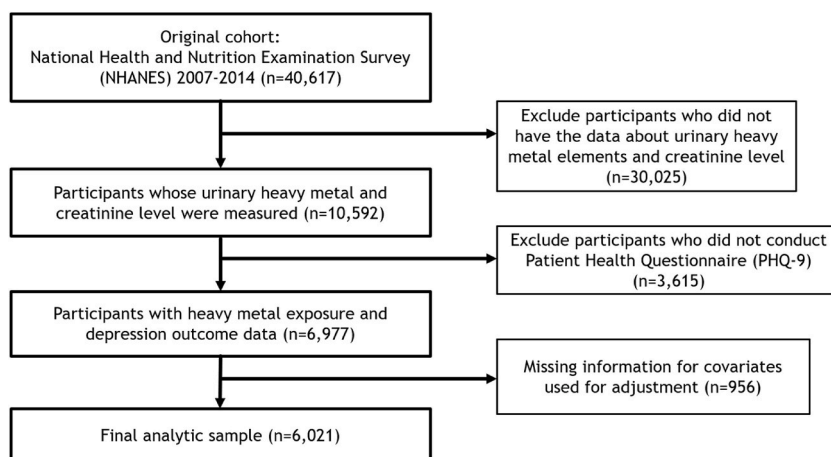 Original cohort:
National Health and Nutrition Examination Survey
(NHANES) 2007-2014 (n=40,617)
Exclude participants who did not
have the data about urinary heavy
metal elements and creatinine level
(n=30,025)
Participants whose urinary heavy metal and
creatinine level were measured (n=10,592)
Exclude participants who did not conduct
Patient Health Questionnaire (PHQ-9)
(n=3,615)
Participants with heavy metal exposure and
depression outcome data (n=6,977)
Missing information for covariates
used for adjustment (n=956)
Final analytic sample (n=6,021)